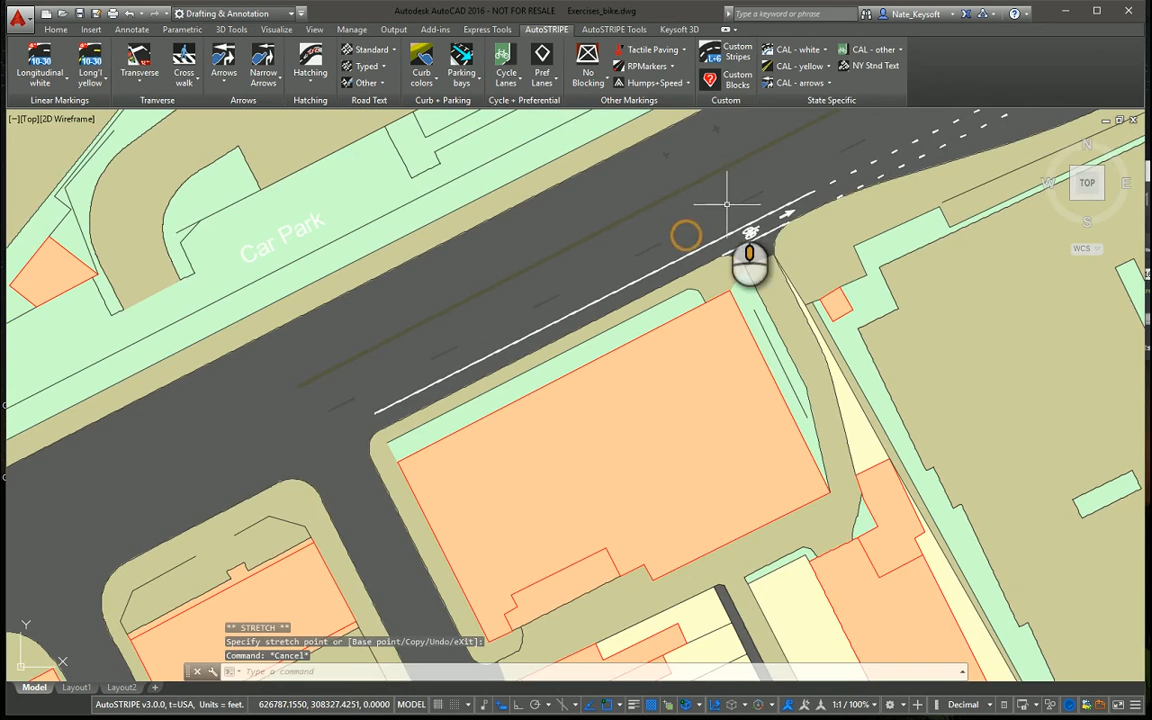 Drafting & Annotation
Autodesk AutoCAD 2016 - NOT FOR RESALE Exercises_bike.dwg
Type a keyword or phrase
Nate_Keysoft
Home Insert Annotate Parametric 3D Tools Visualize View Manage Output Add-ins Express Tools AutoSTRIPE AutoSTRIPE Tools Keysoft 3D
10-30 10-30
Longitudinal white
Long'l yellow
Linear Markings
Transverse
Cross walk
Tranverse
Arrows
Narrow Arrows
Arrows
Hatching
Hatching
Standard
Typed
Other
Road Text
Curb colors
Parking bays
Curb + Parking
Cycle Lanes
Pref Lanes
Cycle + Preferential
No Blocking
Tactile Paving
RPMarkers
Humps+Speed
Other Markings
L-6
Custom Stripes
Custom Blocks
Custom
CAL - white
CAL - yellow
CAL - arrows
CAL - other
NY Stnd Text
State Specific
[−][Top][2D Wireframe]
N
W TOP E
S
WCS
Car Park
Y
X
** STRETCH **
Specify stretch point or [Base point/Copy/Undo/eXit]:
Command: *Cancel*
Type a command
Model Layout1 Layout2 +
AutoSTRIPE v3.0.0, t=USA, Units = feet. 626787.1550, 308327.4251, 0.0000 MODEL
1:1/100% Decimal